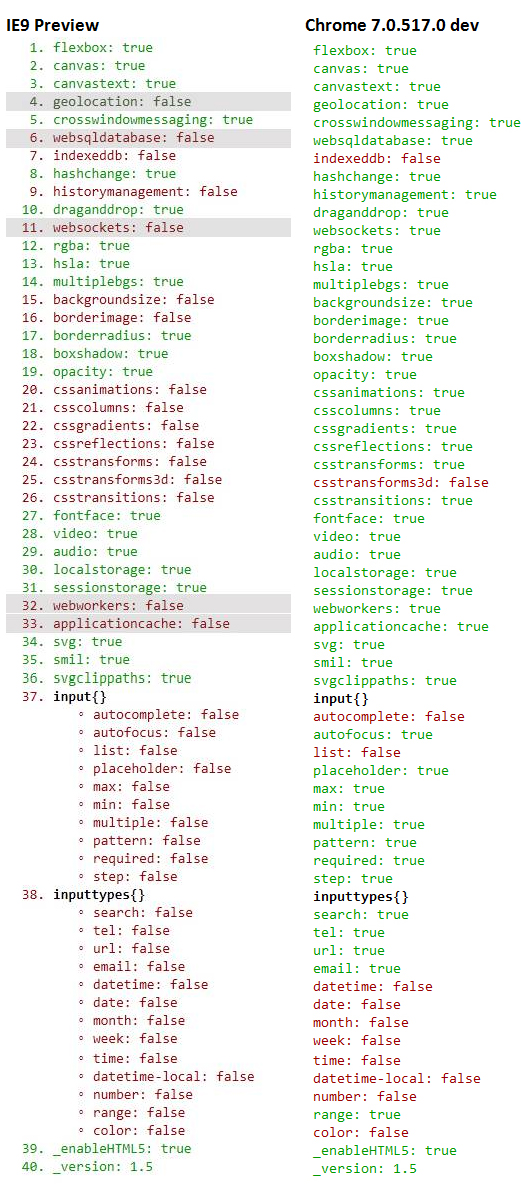 IE9 Preview
1. flexbox: true
2. canvas: true
3. canvastext: true
4. geolocation: false
5. crosswindowmessaging: true
6. websqldatabase: false
7. indexeddb: false
8. hashchange: true
9. historymanagement: false
10. draganddrop: true
11. websockets: false
12. rgba: true
13. hsla: true
14. multiplebgs: true
15. backgroundsize: false
16. borderimage: false
17. borderradius: true
18. boxshadow: true
19. opacity: true
20. cssanimations: false
21. csscolumns: false
22. cssgradients: false
23. cssreflections: false
24. csstransforms: false
25. csstransforms3d: false
26. csstransitions: false
27. fontface: true
28. video: true
29. audio: true
30. localstorage: true
31. sessionstorage: true
32. webworkers: false
33. applicationcache: false
34. svg: true
35. smil: true
36. svgclippaths: true
37. input{}
◦ autocomplete: false
◦ autofocus: false
◦ list: false
◦ placeholder: false
◦ max: false
◦ min: false
◦ multiple: false
◦ pattern: false
◦ required: false
◦ step: false
38. inputtypes{}
◦ search: false
◦ tel: false
◦ url: false
◦ email: false
◦ datetime: false
◦ date: false
◦ month: false
◦ week: false
◦ time: false
◦ datetime-local: false
◦ number: false
◦ range: false
◦ color: false
39. _enableHTML5: true
40. _version: 1.5
Chrome 7.0.517.0 dev
flexbox: true
canvas: true
canvastext: true
geolocation: true
crosswindowmessaging: true
websqldatabase: true
indexeddb: false
hashchange: true
historymanagement: true
draganddrop: true
websockets: true
rgba: true
hsla: true
multiplebgs: true
backgroundsize: true
borderimage: true
borderradius: true
boxshadow: true
opacity: true
cssanimations: true
csscolumns: true
cssgradients: true
cssreflections: true
csstransforms: true
csstransforms3d: false
csstransitions: true
fontface: true
video: true
audio: true
localstorage: true
sessionstorage: true
webworkers: true
applicationcache: true
svg: true
smil: true
svgclippaths: true
input{}
autocomplete: false
autofocus: true
list: false
placeholder: true
max: true
min: true
multiple: true
pattern: true
required: true
step: true
inputtypes{}
search: true
tel: true
url: true
email: true
datetime: false
date: false
month: false
week: false
time: false
datetime-local: false
number: false
range: true
color: false
_enableHTML5: true
_version: 1.5